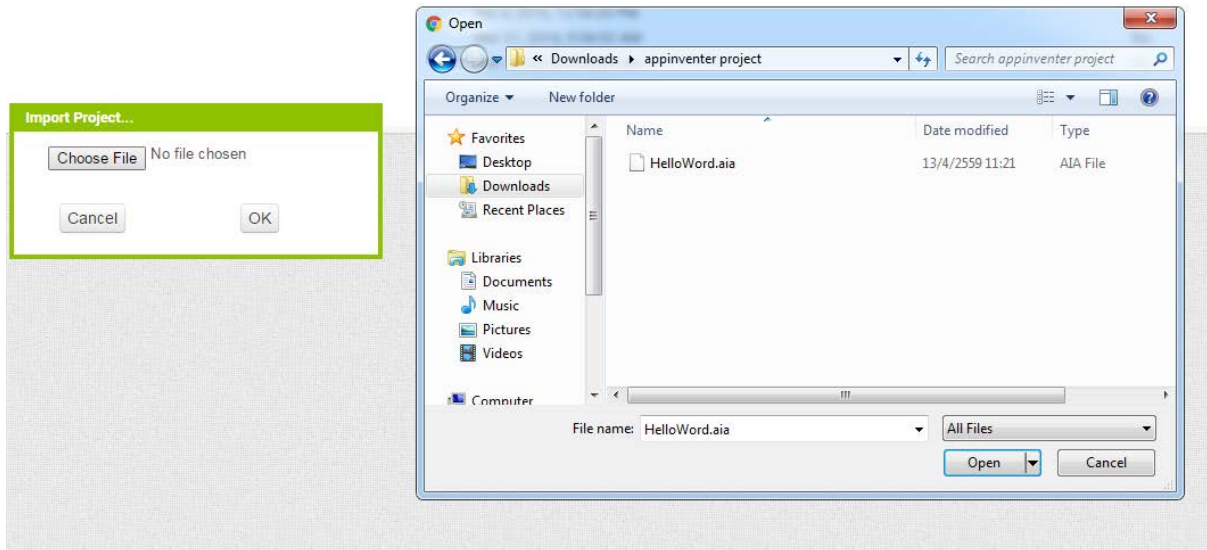 Import Project...
Choose File No file chosen
Cancel OK
Open
« Downloads appinventer project Search appinventer project
Organize New folder
Favorites
Desktop
Downloads
Recent Places
Libraries
Documents
Music
Pictures
Videos
Computer
Name Date modified Type
HelloWord.aia 13/4/2559 11:21 AIA File
File name: HelloWord.aia All Files
Open Cancel